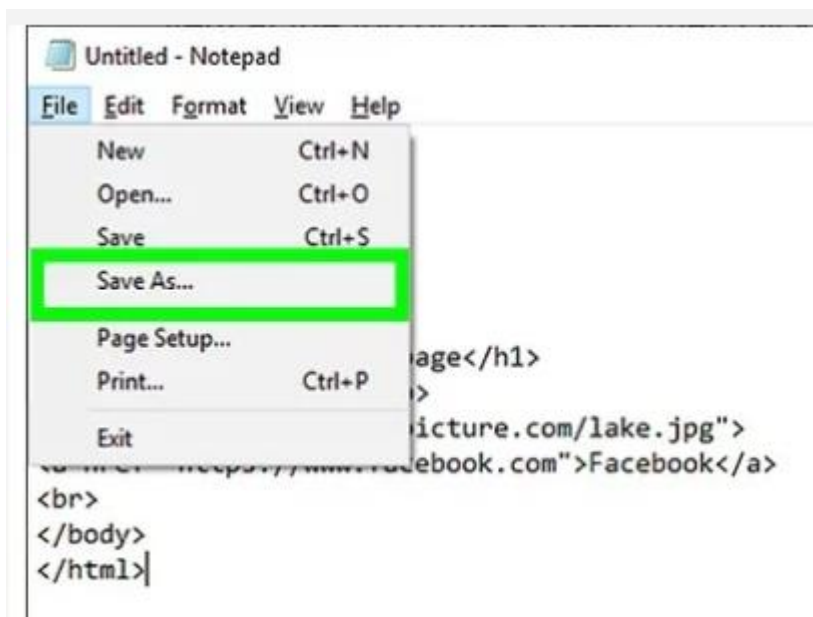 Untitled - Notepad
File Edit Format View Help
New Ctrl+N
Open... Ctrl+O
Save Ctrl+S
Save As...
Page Setup...
age</h1>
Print... Ctrl+P
>
icture.com/lake.jpg">
Exit
ebook.com">Facebook</a>
<br>
</body>
</html>